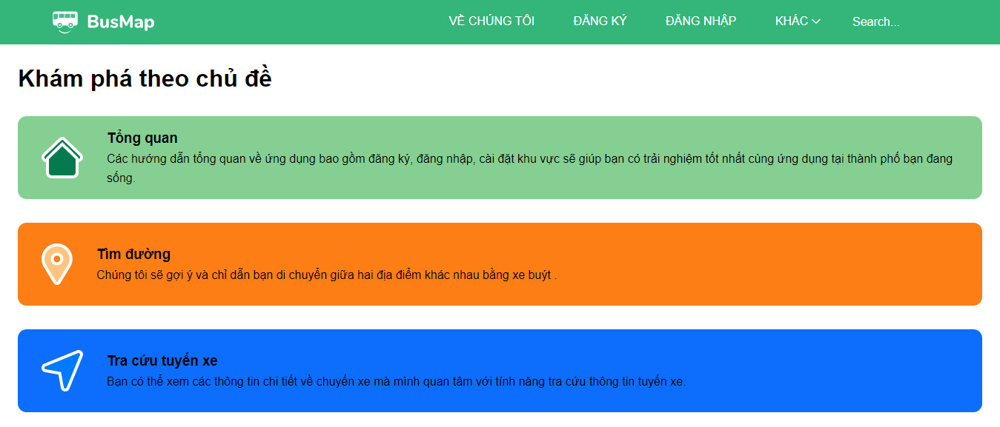 BusMap
VỀ CHÚNG TÔI ĐĂNG KÝ ĐĂNG NHẬP KHÁC Search...
Khám phá theo chủ đề
Tổng quan
Các hướng dẫn tổng quan về ứng dụng bao gồm đăng ký, đăng nhập, cài đặt khu vực sẽ giúp bạn có trải nghiệm tốt nhất cùng ứng dụng tại thành phố bạn đang
sống.
Tìm đường
Chúng tôi sẽ gợi ý và chỉ dẫn bạn di chuyển giữa hai địa điểm khác nhau bằng xe buýt .
Tra cứu tuyến xe
Bạn có thể xem các thông tin chi tiết về chuyến xe mà mình quan tâm với tính năng tra cứu thông tin tuyến xe.